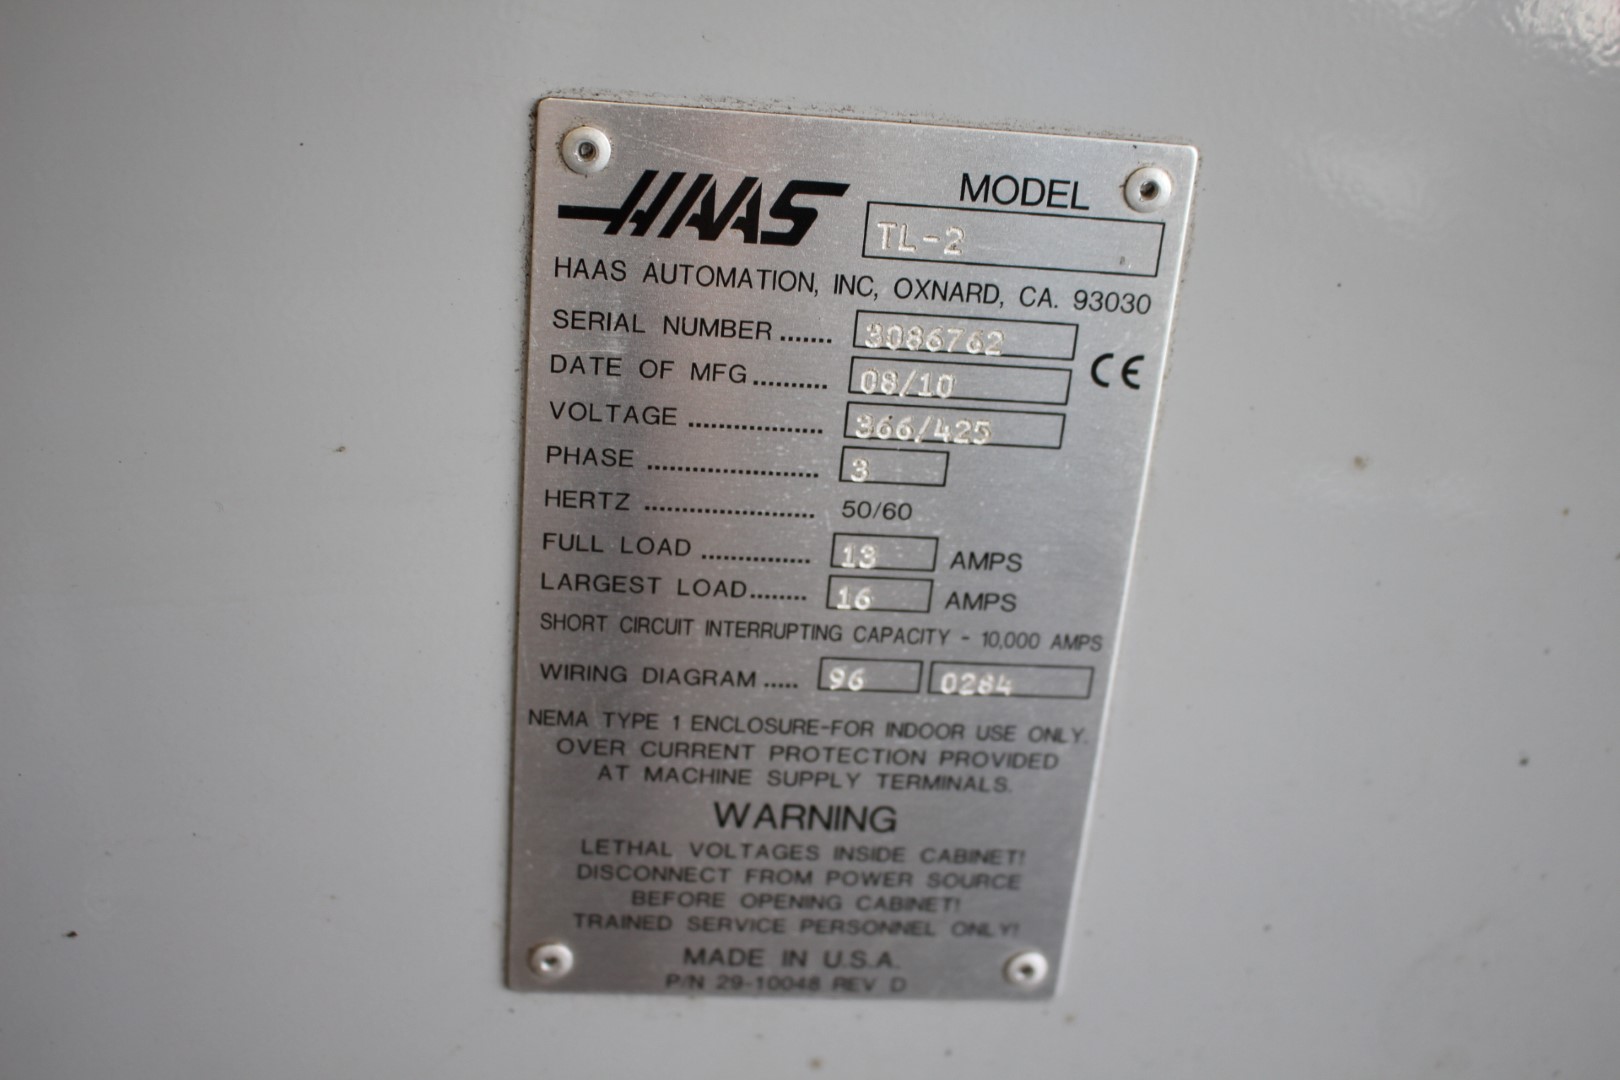 HAAS
MODEL
TL-2
HAAS AUTOMATION, INC, OXNARD, CA. 93030
SERIAL NUMBER ....... 3086762
DATE OF MFG.......... 08/10
CE
VOLTAGE ................. 366/425
PHASE ...................... 3
HERTZ ...................... 50/60
FULL LOAD .............. 13 AMPS
LARGEST LOAD........ 16 AMPS
SHORT CIRCUIT INTERRUPTING CAPACITY - 10,000 AMPS
WIRING DIAGRAM ..... 96 0284
NEMA TYPE 1 ENCLOSURE-FOR INDOOR USE ONLY.
OVER CURRENT PROTECTION PROVIDED
AT MACHINE SUPPLY TERMINALS.
WARNING
LETHAL VOLTAGES INSIDE CABINET!
DISCONNECT FROM POWER SOURCE
BEFORE OPENING CABINET!
TRAINED SERVICE PERSONNEL ONLY!
MADE IN U.S.A.
P/N 29-10048 REV D